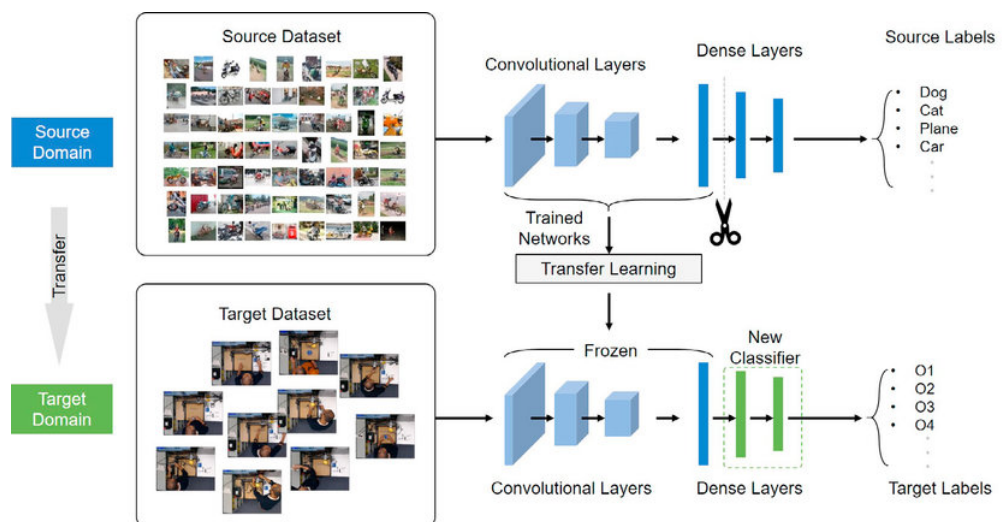 Source Dataset
Convolutional Layers
Dense Layers
Source Labels
• Dog
• Cat
• Plane
• Car
Source
Domain
Trained
Networks
Transfer Learning
Transfer
Target Dataset
Frozen
New
Classifier
• O1
• O2
• O3
• O4
Target
Domain
Convolutional Layers
Dense Layers
Target Labels